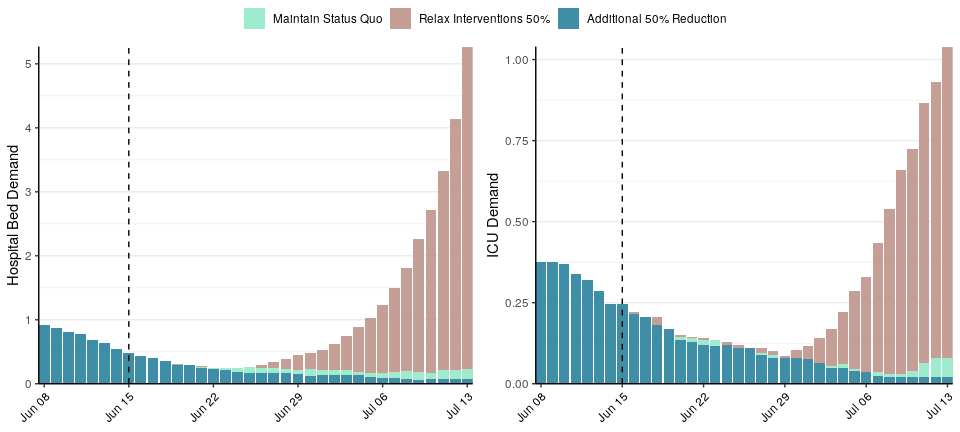 Maintain Status Quo Relax Interventions 50% Additional 50% Reduction
Hospital Bed Demand
5
4
3
2
1
0
Jun 08 Jun 15 Jun 22 Jun 29 Jul 06 Jul 13
ICU Demand
1.00
0.75
0.50
0.25
0.00
Jun 08 Jun 15 Jun 22 Jun 29 Jul 06 Jul 13